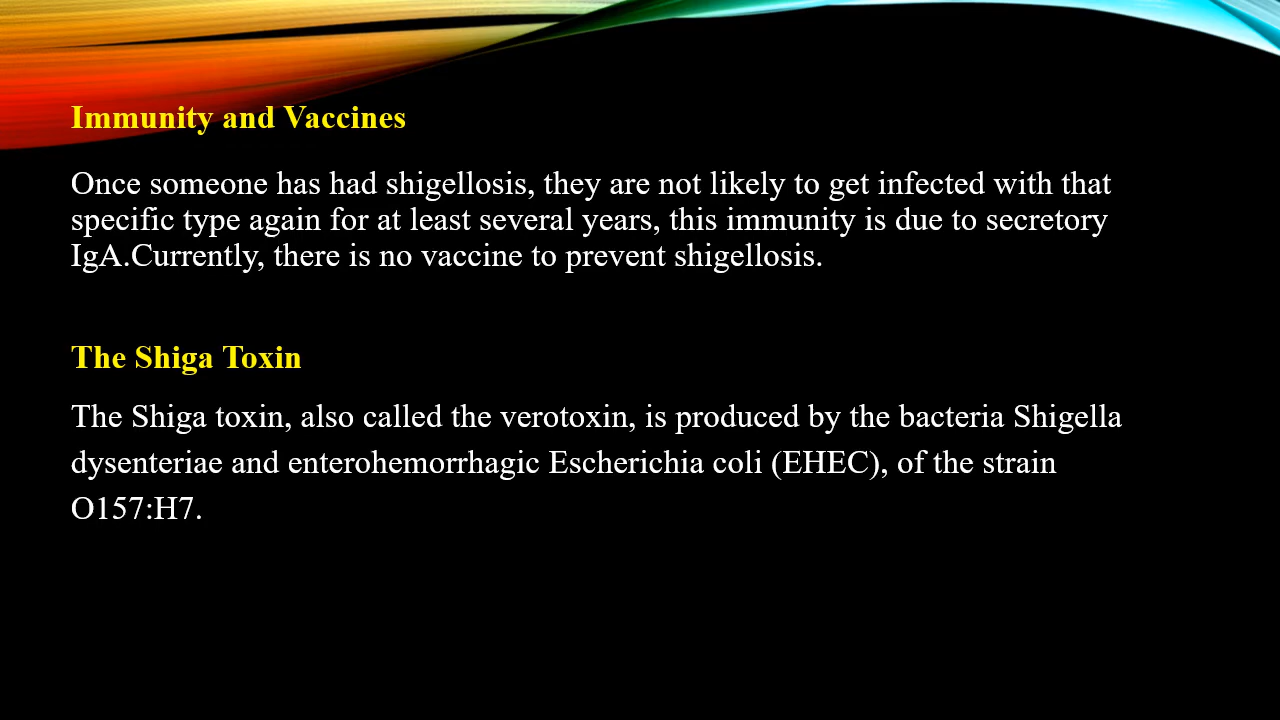 Immunity and Vaccines
Once someone has had shigellosis, they are not likely to get infected with that
specific type again for at least several years, this immunity is due to secretory
IgA.Currently, there is no vaccine to prevent shigellosis.
The Shiga Toxin
The Shiga toxin, also called the verotoxin, is produced by the bacteria Shigella
dysenteriae and enterohemorrhagic Escherichia coli (EHEC), of the strain
O157:H7.